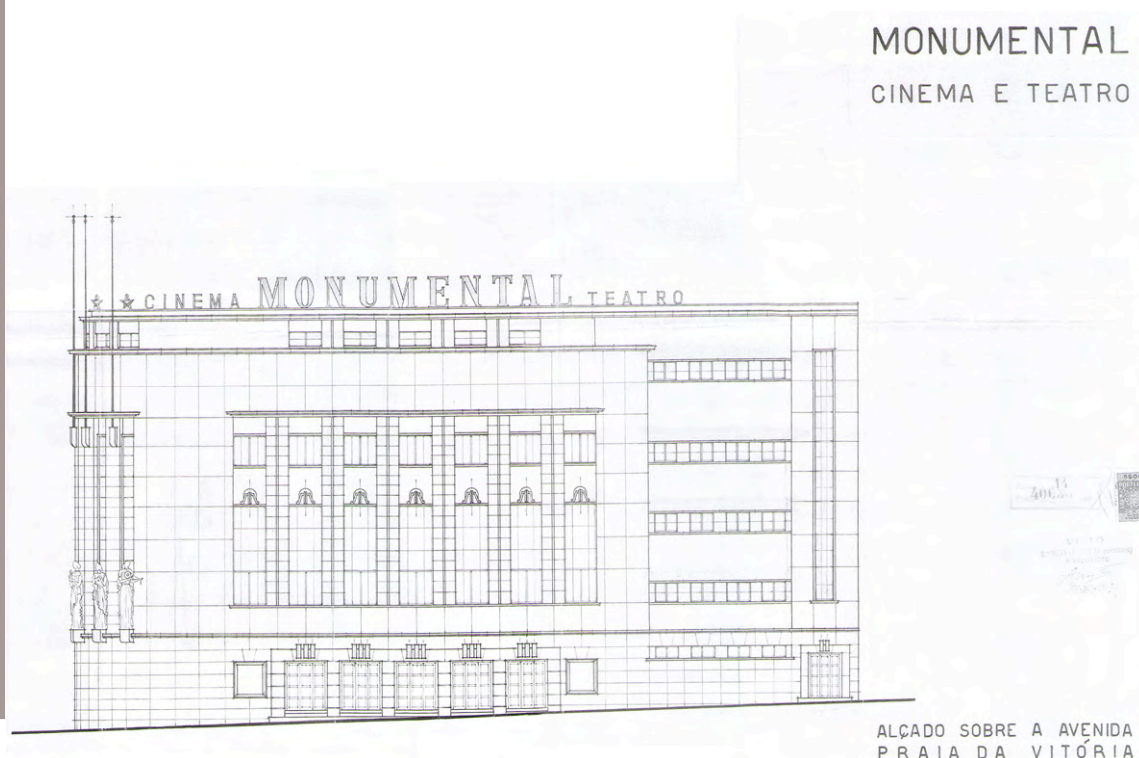 MONUMENTAL
CINEMA E TEATRO
CINEMA MONUMENTAL TEATRO
ALÇADO SOBRE A AVENIDA
PRAIA DA VITÓRIA